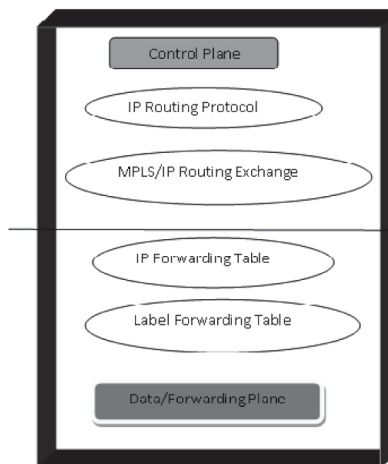 Control Plane
IP Routing Protocol
MPLS/IP Routing Exchange
IP Forwarding Table
Label Forwarding Table
Data/Forwarding Plane